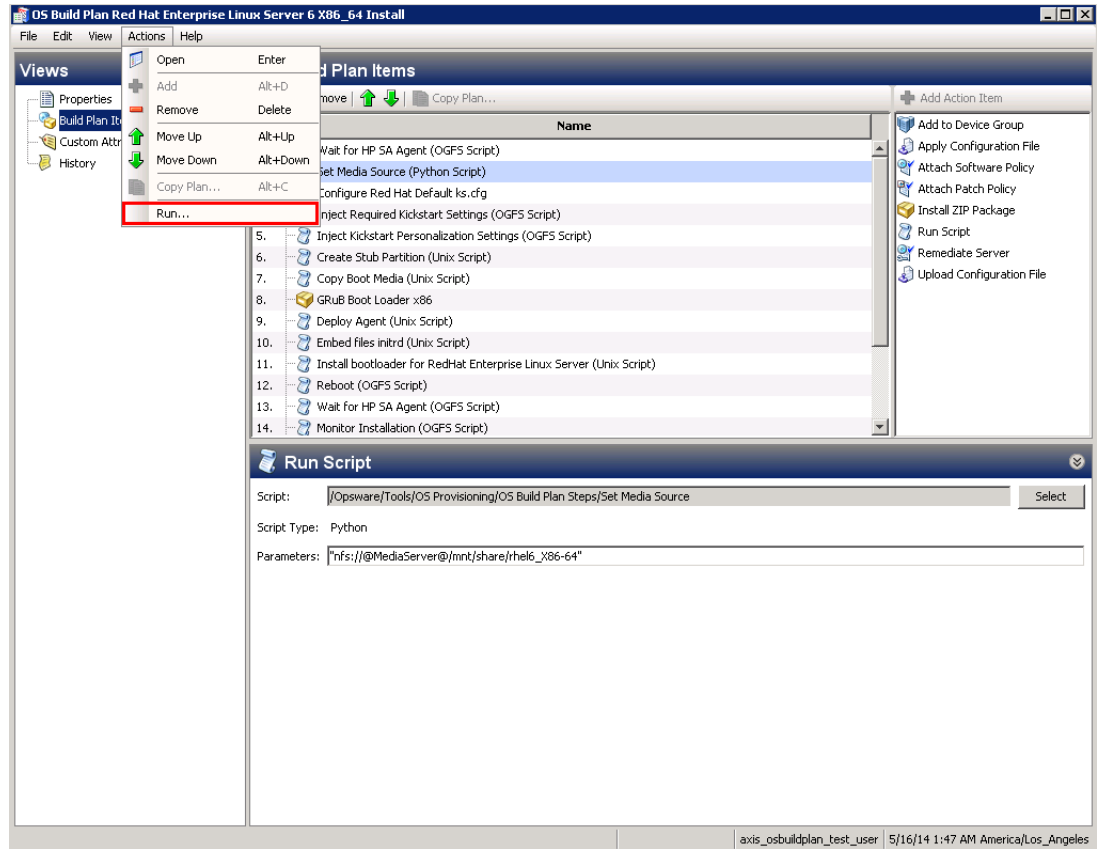 OS Build Plan Red Hat Enterprise Linux Server 6 X86_64 Install
File Edit View Actions Help
Views
Properties
Build Plan It
Custom Attr
History
Open Enter
Add Alt+D
Remove Delete
Move Up Alt+Up
Move Down Alt+Down
Copy Plan... Alt+C
Run...
d Plan Items
move Copy Plan...
Name
Wait for HP SA Agent (OGFS Script)
Set Media Source (Python Script)
Configure Red Hat Default ks.cfg
Inject Required Kickstart Settings (OGFS Script)
5. Inject Kickstart Personalization Settings (OGFS Script)
6. Create Stub Partition (Unix Script)
7. Copy Boot Media (Unix Script)
8. GRuB Boot Loader x86
9. Deploy Agent (Unix Script)
10. Embed files initrd (Unix Script)
11. Install bootloader for RedHat Enterprise Linux Server (Unix Script)
12. Reboot (OGFS Script)
13. Wait for HP SA Agent (OGFS Script)
14. Monitor Installation (OGFS Script)
Add Action Item
Add to Device Group
Apply Configuration File
Attach Software Policy
Attach Patch Policy
Install ZIP Package
Run Script
Remediate Server
Upload Configuration File
Run Script
Script: /Opsware/Tools/OS Provisioning/OS Build Plan Steps/Set Media Source Select
Script Type: Python
Parameters: "nfs://@MediaServer@/mnt/share/rhel6_X86-64"
axis_osbuildplan_test_user 5/16/14 1:47 AM America/Los_Angeles